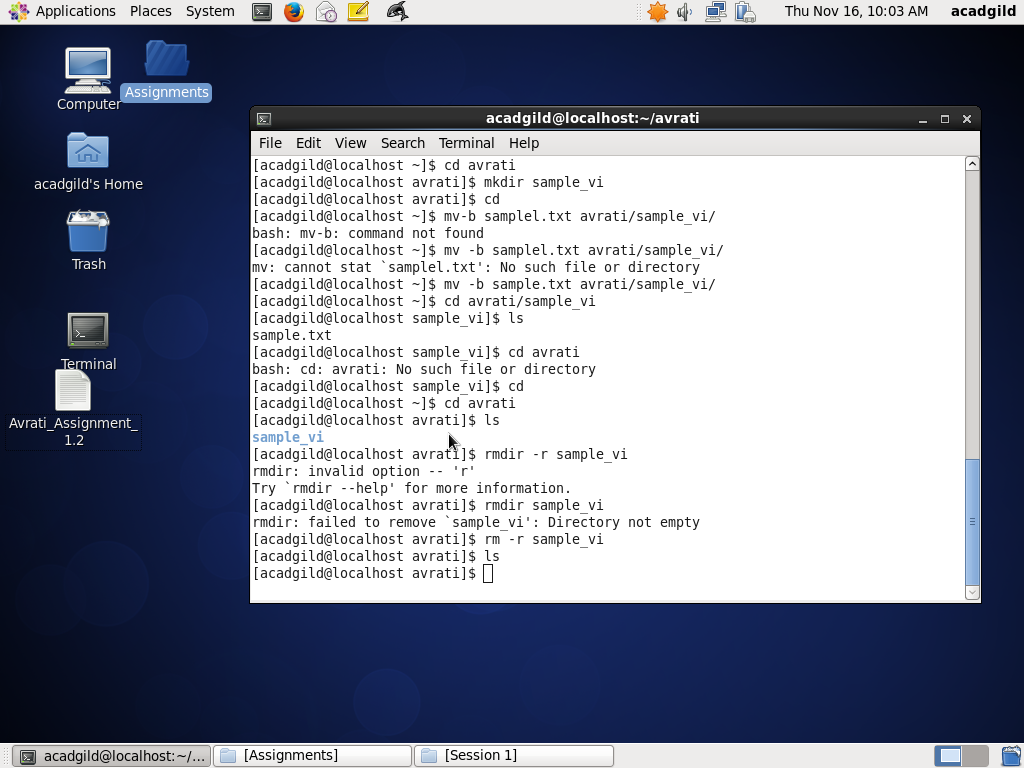 Applications Places System Thu Nov 16, 10:03 AM acadgild
Computer
Assignments
acadgild's Home
Trash
Terminal
Avrati_Assignment_
1.2
acadgild@localhost:~/avrati
File Edit View Search Terminal Help
[acadgild@localhost ~]$ cd avrati
[acadgild@localhost avrati]$ mkdir sample_vi
[acadgild@localhost avrati]$ cd
[acadgild@localhost ~]$ mv-b samplel.txt avrati/sample_vi/
bash: mv-b: command not found
[acadgild@localhost ~]$ mv -b samplel.txt avrati/sample_vi/
mv: cannot stat `samplel.txt': No such file or directory
[acadgild@localhost ~]$ mv -b sample.txt avrati/sample_vi/
[acadgild@localhost ~]$ cd avrati/sample_vi
[acadgild@localhost sample_vi]$ ls
sample.txt
[acadgild@localhost sample_vi]$ cd avrati
bash: cd: avrati: No such file or directory
[acadgild@localhost sample_vi]$ cd
[acadgild@localhost ~]$ cd avrati
[acadgild@localhost avrati]$ ls
sample_vi
[acadgild@localhost avrati]$ rmdir -r sample_vi
rmdir: invalid option -- 'r'
Try `rmdir --help' for more information.
[acadgild@localhost avrati]$ rmdir sample_vi
rmdir: failed to remove `sample_vi': Directory not empty
[acadgild@localhost avrati]$ rm -r sample_vi
[acadgild@localhost avrati]$ ls
[acadgild@localhost avrati]$
acadgild@localhost:~/... [Assignments] [Session 1]